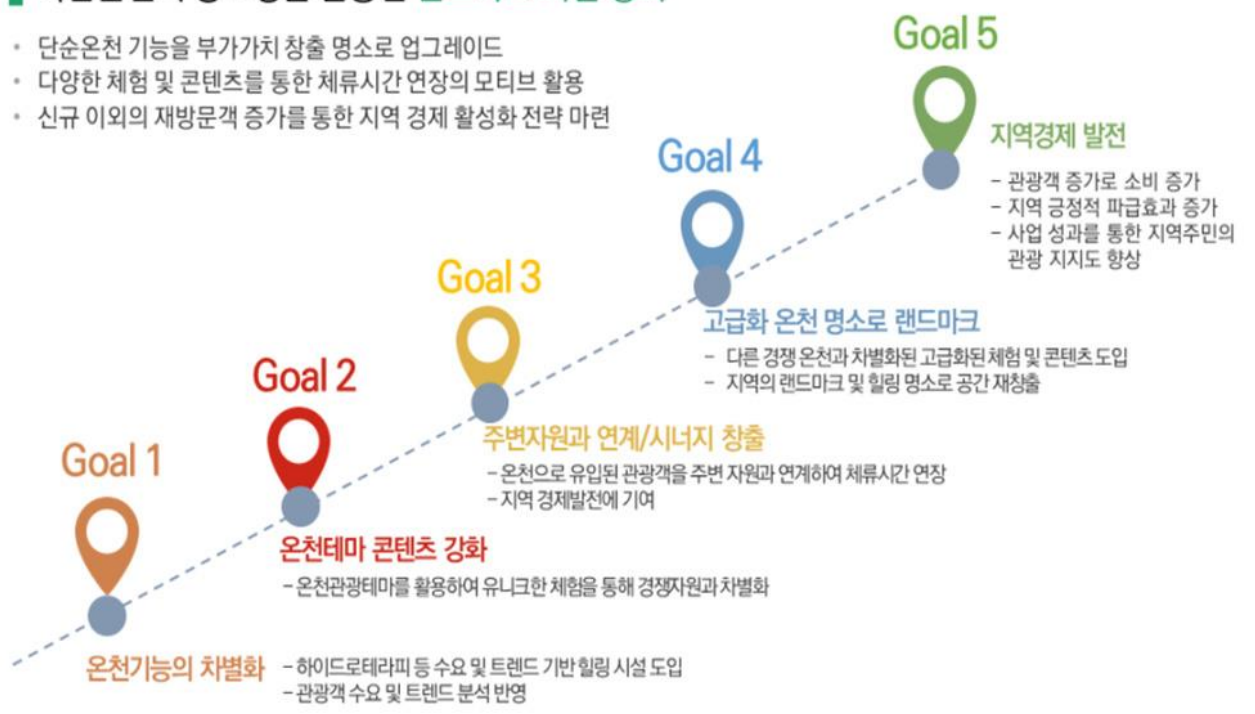 • 단순온천 기능을 부가가치 창출 명소로 업그레이드
• 다양한 체험 및 콘텐츠를 통한 체류시간 연장의 모티브 활용
• 신규 이외의 재방문객 증가를 통한 지역 경제 활성화 전략 마련
Goal 5
지역경제 발전
- 관광객 증가로 소비 증가
- 지역 긍정적 파급효과 증가
- 사업 성과를 통한 지역주민의
관광 지지도 향상
Goal 4
고급화 온천 명소로 랜드마크
- 다른 경쟁 온천과 차별화된 고급화된 체험 및 콘텐츠 도입
- 지역의 랜드마크 및 힐링 명소로 공간 재창출
Goal 3
주변자원과 연계/시너지 창출
- 온천으로 유입된 관광객을 주변 자원과 연계하여 체류시간 연장
- 지역 경제발전에 기여
Goal 2
온천테마 콘텐츠 강화
- 온천관광테마를 활용하여 유니크한 체험을 통해 경쟁자원과 차별화
Goal 1
온천기능의 차별화
- 하이드로테라피 등 수요 및 트렌드 기반 힐링 시설 도입
- 관광객 수요 및 트렌드 분석 반영